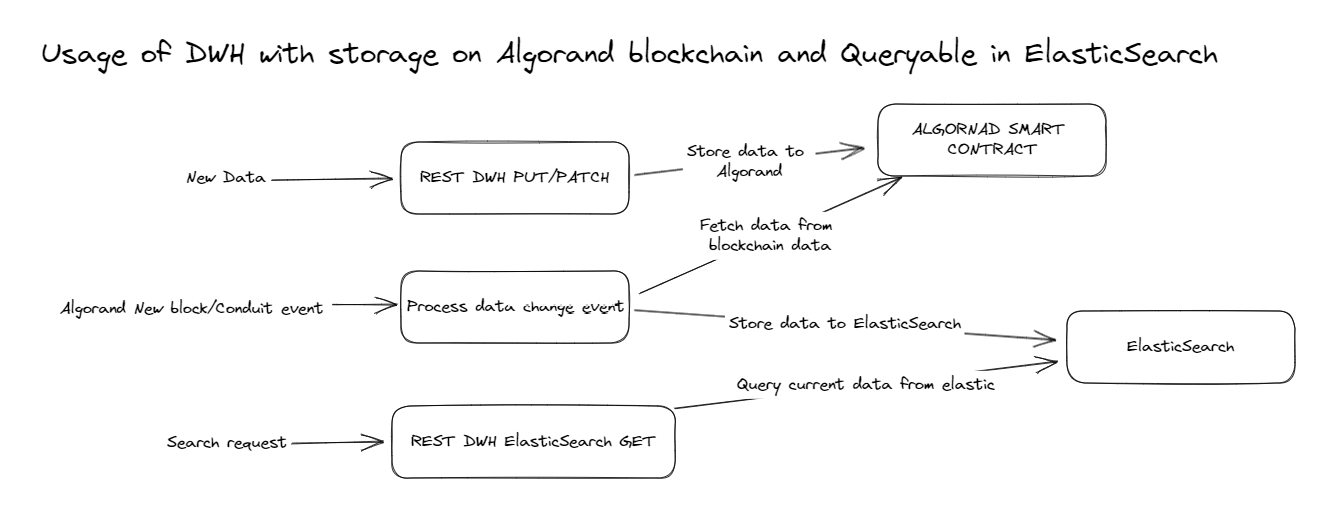 Usage of DWH with storage on Algorand blockchain and Queryable in ElasticSearch
ALGORNAD SMART
CONTRACT
New Data
REST DWH PUT/PATCH
Store data to
Algorand
Fetch data from
blockchain data
Algorand New block/Conduit event
Process data change event
Store data to ElasticSearch
ElasticSearch
Query current data from elastic
Search request
REST DWH ElasticSearch GET